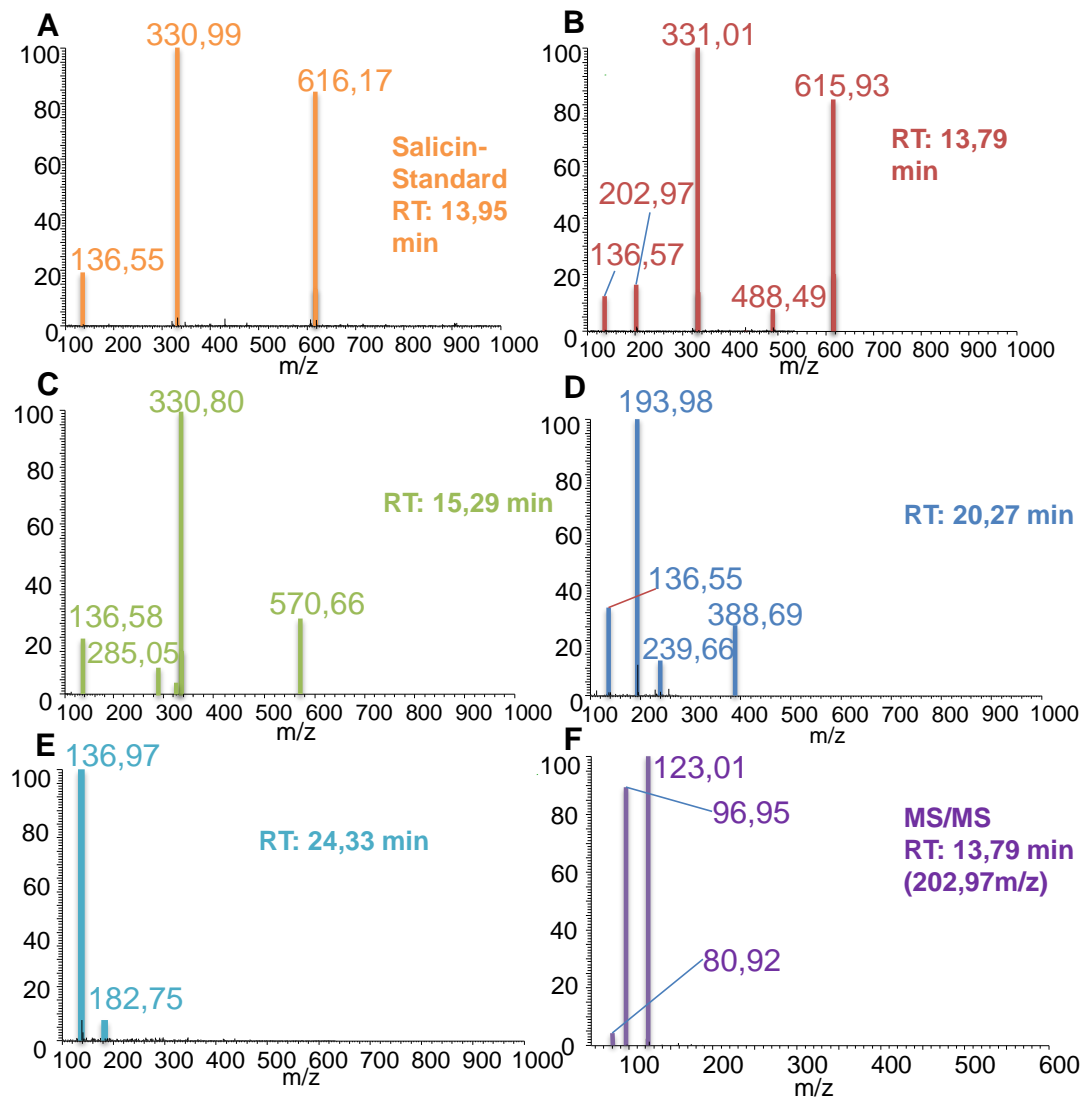 A
330,99
616,17
136,55
Salicin-
Standard
RT: 13,95
min
100
80
60
40
20
0
100 200 300 400 500 600 700 800 900 1000
m/z
B
331,01
615,93
202,97
136,57
488,49
RT: 13,79
min
100
80
60
40
20
0
100 200 300 400 500 600 700 800 900 1000
m/z
C
330,80
136,58
285,05
570,66
RT: 15,29 min
100
80
60
40
20
0
100 200 300 400 500 600 700 800 900 1000
m/z
D
193,98
136,55
388,69
239,66
RT: 20,27 min
100
80
60
40
20
0
100 200 300 400 500 600 700 800 900 1000
m/z
E
136,97
182,75
RT: 24,33 min
100
80
60
40
20
0
100 200 300 400 500 600 700 800 900 1000
m/z
F
123,01
96,95
80,92
MS/MS
RT: 13,79 min
(202,97m/z)
100
80
60
40
20
0
100 200 300 400 500 600
m/z